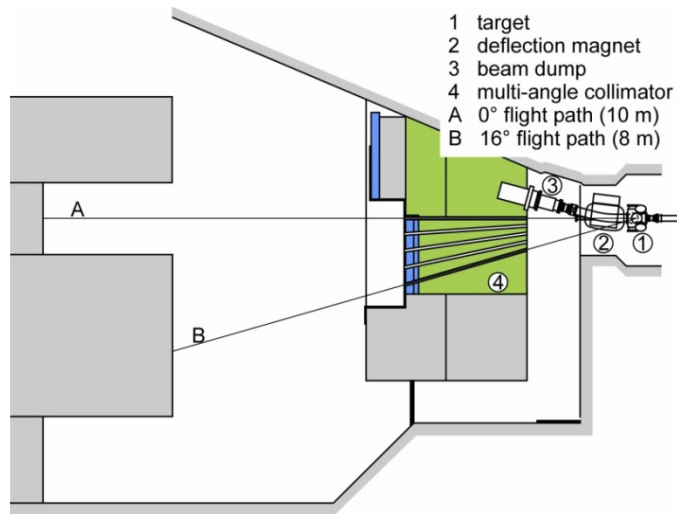 1 target
2 deflection magnet
3 beam dump
4 multi-angle collimator
A 0° flight path (10 m)
B 16° flight path (8 m)
3
A
2
1
4
B